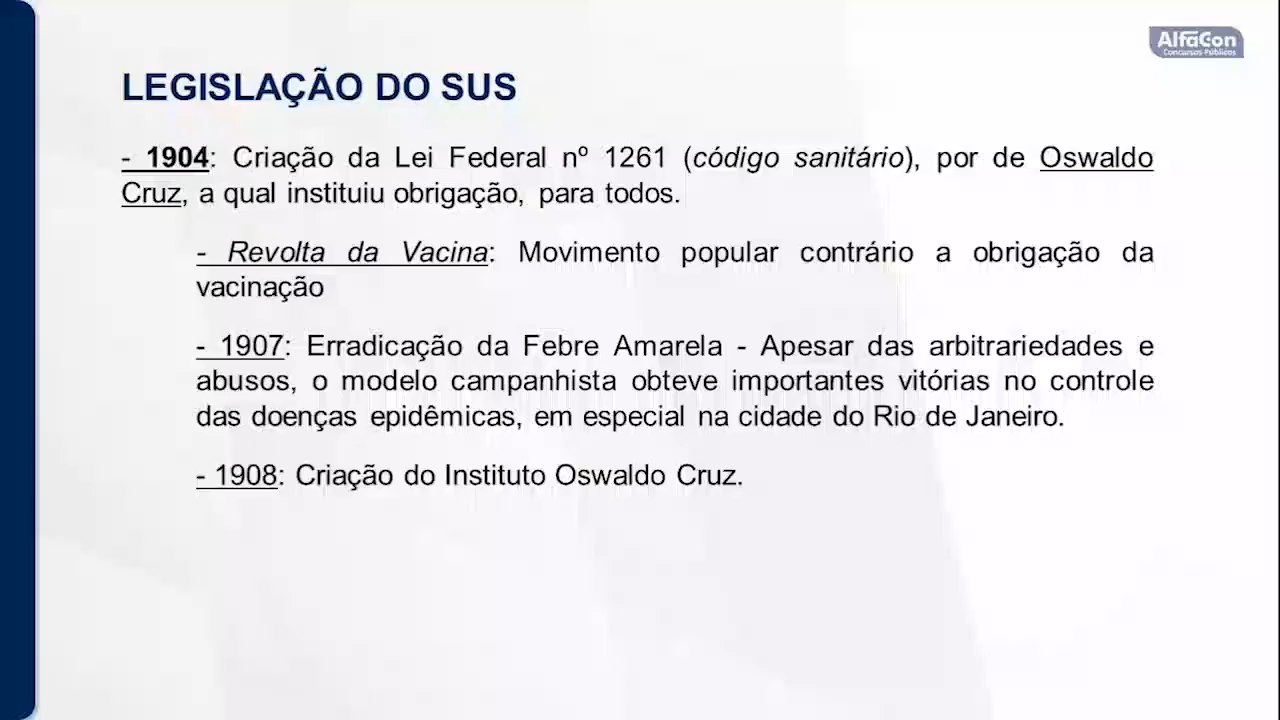 AlfaCon
Concursos Públicos
LEGISLAÇÃO DO SUS
- 1904: Criação da Lei Federal nº 1261 (código sanitário), por de Oswaldo
Cruz, a qual instituiu obrigação, para todos.
- Revolta da Vacina: Movimento popular contrário a obrigação da
vacinação
- 1907: Erradicação da Febre Amarela - Apesar das arbitrariedades e
abusos, o modelo campanhista obteve importantes vitórias no controle
das doenças epidêmicas, em especial na cidade do Rio de Janeiro.
- 1908: Criação do Instituto Oswaldo Cruz.